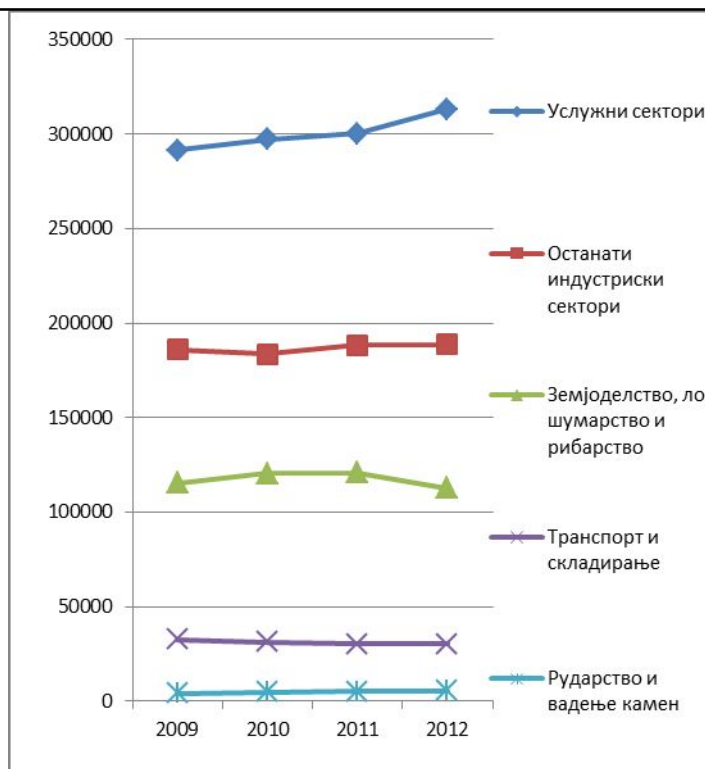 350000
300000
250000
200000
150000
100000
50000
0
2009 2010 2011 2012
Услужни сектори
Останати
индустриски
сектори
Земјоделство, ло
шумарство и
рибарство
Транспорт и
складирање
Рударство и
вадење камен